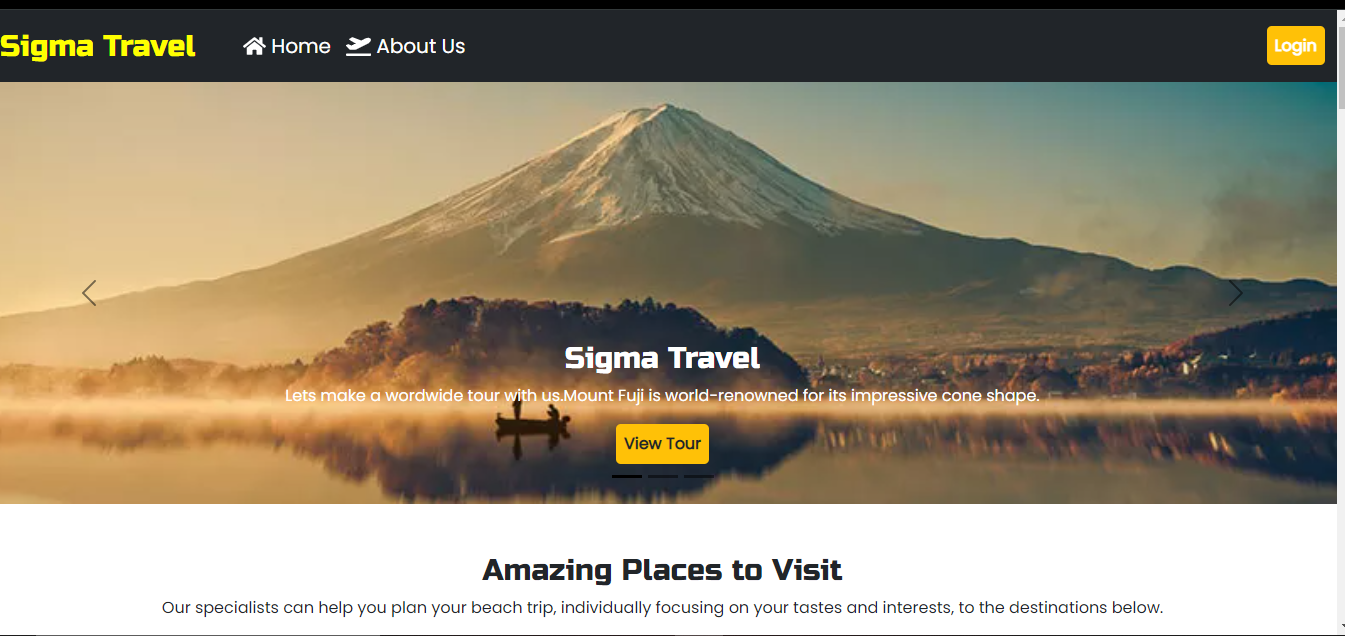 Sigma Travel Home About Us Login
Sigma Travel
Lets make a wordwide tour with us.Mount Fuji is world-renowned for its impressive cone shape.
View Tour
Amazing Places to Visit
Our specialists can help you plan your beach trip, individually focusing on your tastes and interests, to the destinations below.